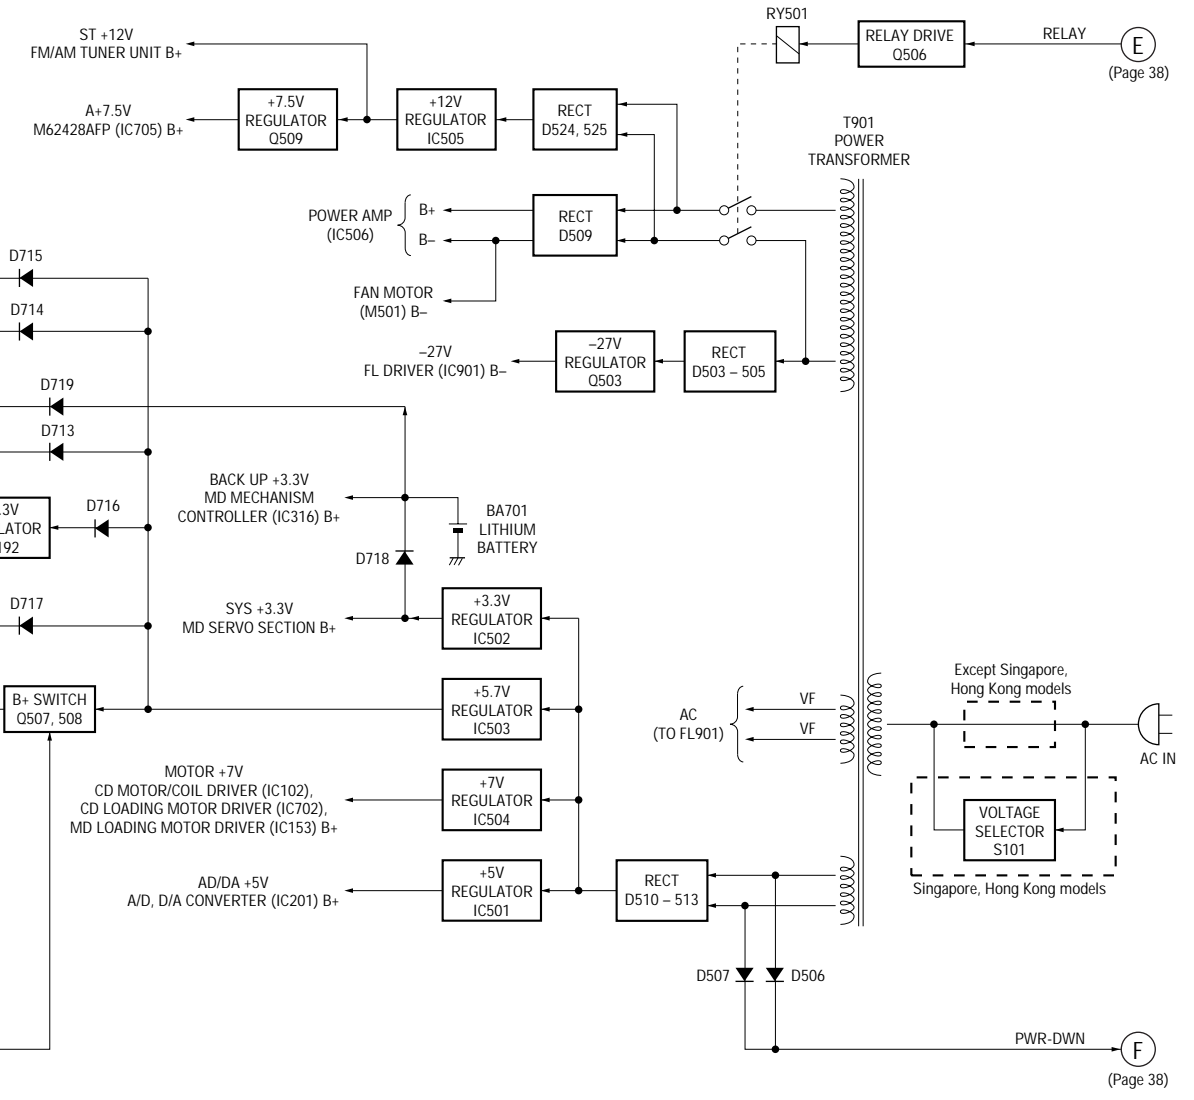 ST +12V
FM/AM TUNER UNIT B+
RY501
RELAY DRIVE
Q506
RELAY
E
(Page 38)
A+7.5V
M62428AFP (IC705) B+
+7.5V
REGULATOR
Q509
+12V
REGULATOR
IC505
RECT
D524, 525
T901
POWER
TRANSFORMER
POWER AMP
(IC506)
B+
B–
RECT
D509
D715
D714
FAN MOTOR
(M501) B–
–27V
FL DRIVER (IC901) B–
–27V
REGULATOR
Q503
RECT
D503 – 505
D719
D713
BACK UP +3.3V
MD MECHANISM
CONTROLLER (IC316) B+
BA701
LITHIUM
BATTERY
.3V
LATOR
192
D716
D718
D717
SYS +3.3V
MD SERVO SECTION B+
+3.3V
REGULATOR
IC502
B+ SWITCH
Q507, 508
+5.7V
REGULATOR
IC503
AC
(TO FL901)
VF
VF
Except Singapore,
Hong Kong models
AC IN
MOTOR +7V
CD MOTOR/COIL DRIVER (IC102),
CD LOADING MOTOR DRIVER (IC702),
MD LOADING MOTOR DRIVER (IC153) B+
+7V
REGULATOR
IC504
VOLTAGE
SELECTOR
S101
Singapore, Hong Kong models
AD/DA +5V
A/D, D/A CONVERTER (IC201) B+
+5V
REGULATOR
IC501
RECT
D510 – 513
D507
D506
PWR-DWN
F
(Page 38)